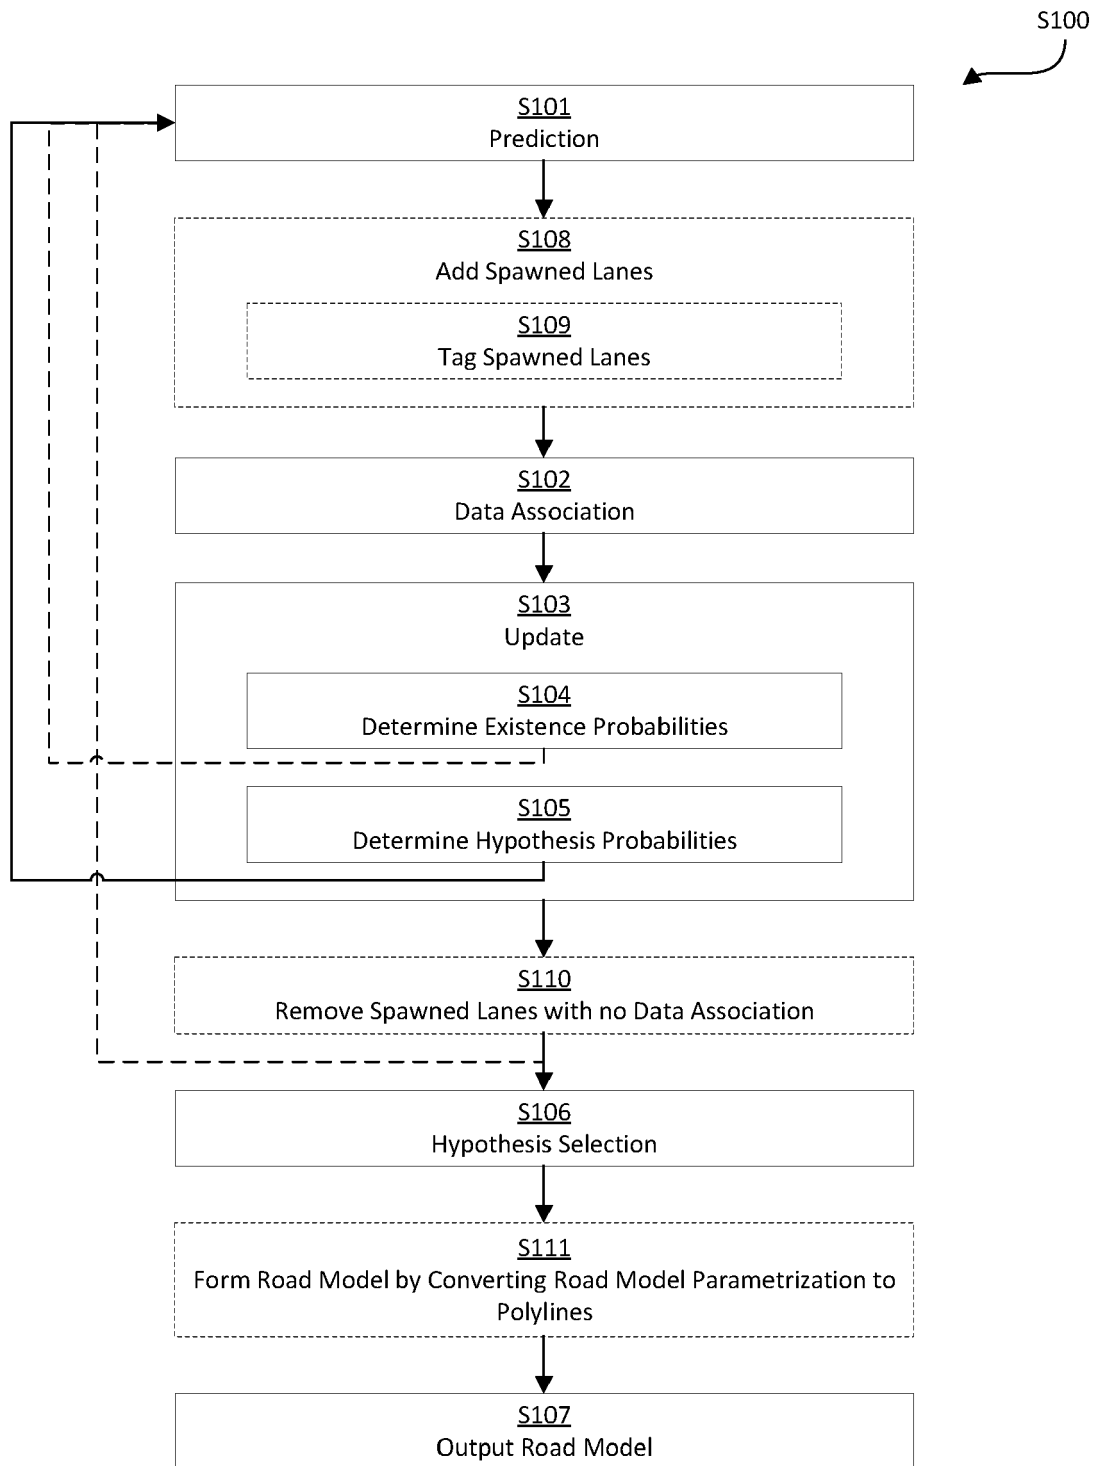 S100
S101
Prediction
S108
Add Spawned Lanes
S109
Tag Spawned Lanes
S102
Data Association
S103
Update
S104
Determine Existence Probabilities
S105
Determine Hypothesis Probabilities
S110
Remove Spawned Lanes with no Data Association
S106
Hypothesis Selection
S111
Form Road Model by Converting Road Model Parametrization to
Polylines
S107
Output Road Model